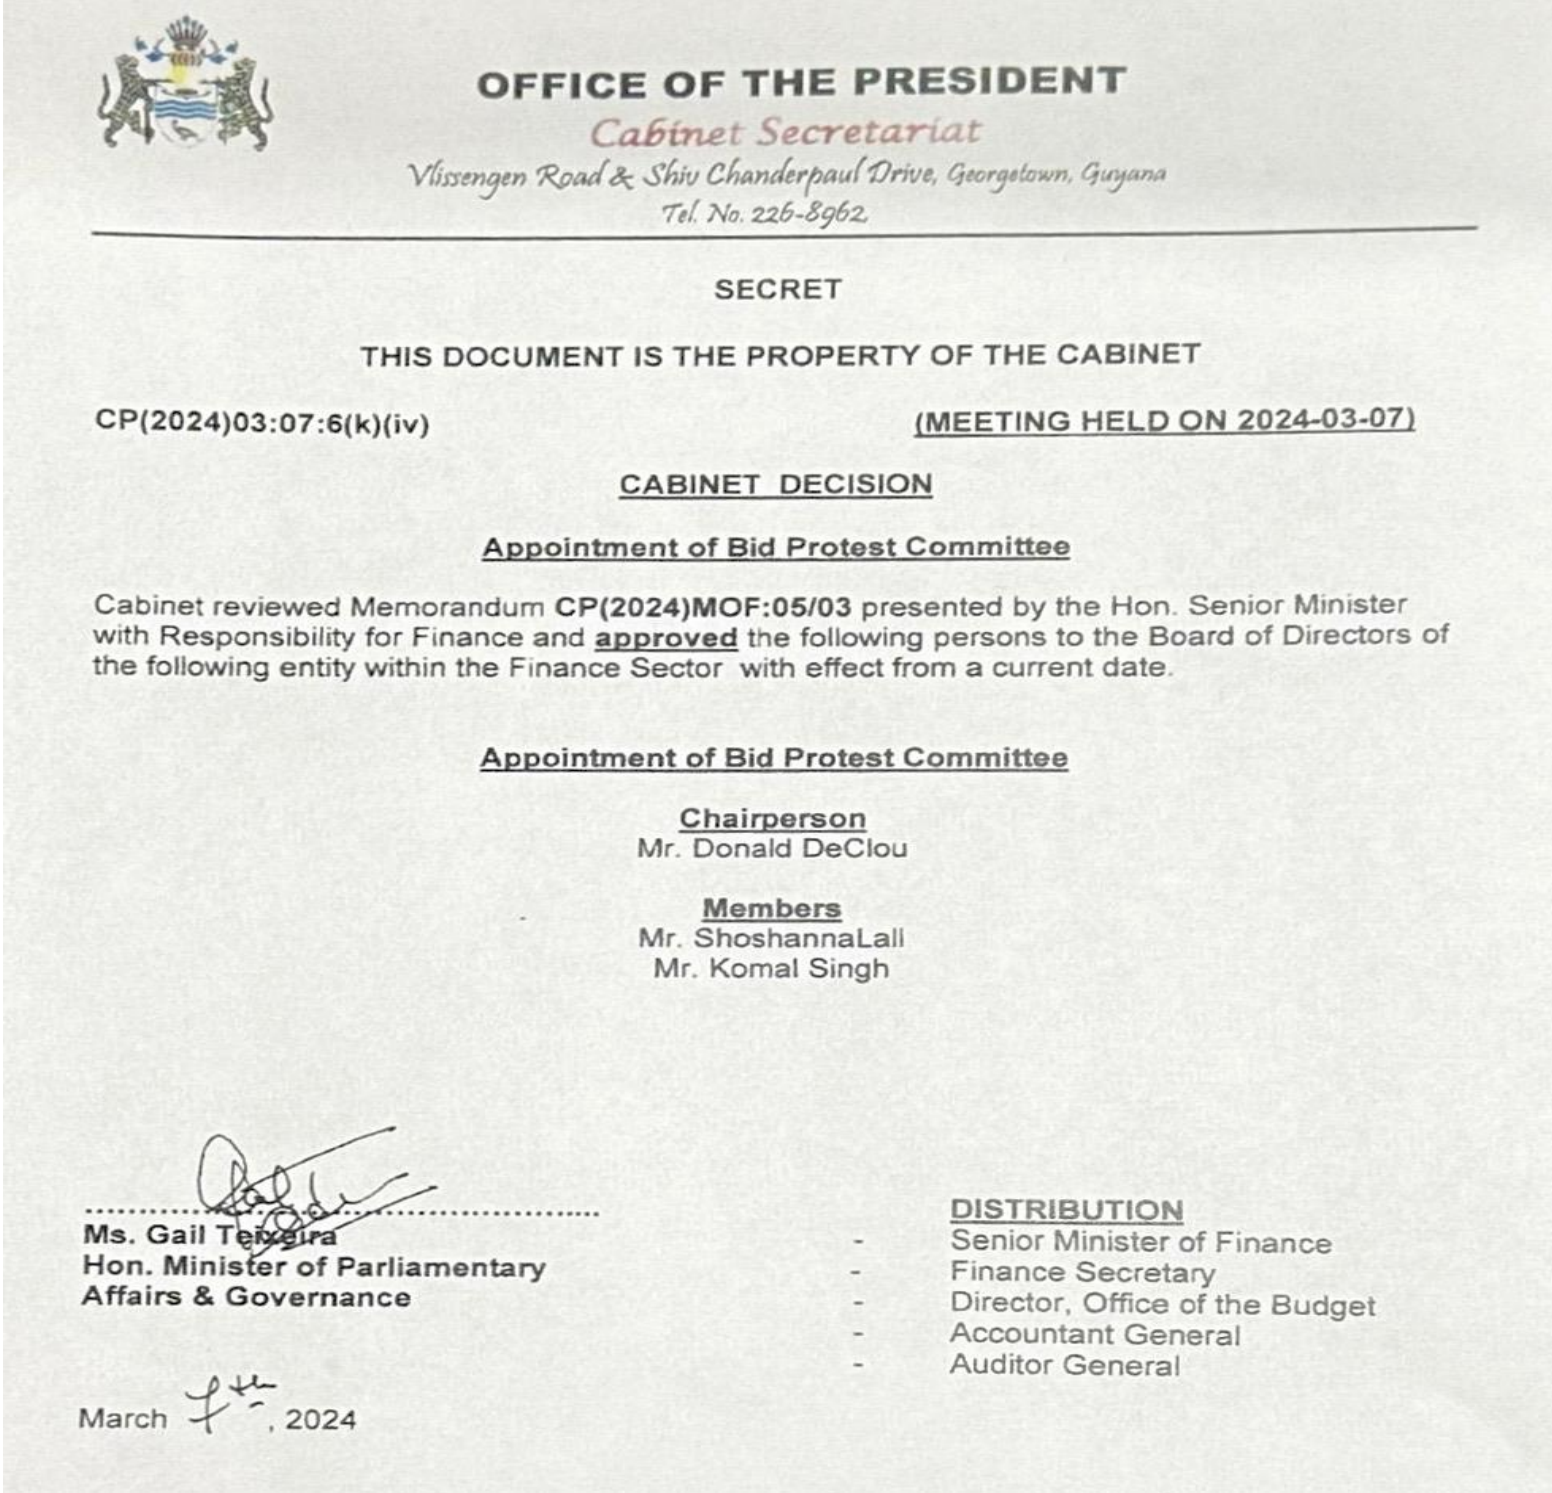 OFFICE OF THE PRESIDENT
Cabinet Secretariat
Vlissengen Road & Shiv Chanderpaul Drive, Georgetown, Guyana
Tel. No. 226-8962
SECRET
THIS DOCUMENT IS THE PROPERTY OF THE CABINET
CP(2024)03:07:6(k)(iv) (MEETING HELD ON 2024-03-07)
CABINET DECISION
Appointment of Bid Protest Committee
Cabinet reviewed Memorandum CP(2024)MOF:05/03 presented by the Hon. Senior Minister
with Responsibility for Finance and approved the following persons to the Board of Directors of
the following entity within the Finance Sector with effect from a current date.
Appointment of Bid Protest Committee
Chairperson
Mr. Donald DeClou
Members
Mr. ShoshannaLall
Mr. Komal Singh
Ms. Gail Teixeira
Hon. Minister of Parliamentary
Affairs & Governance
March 7th, 2024
DISTRIBUTION
- Senior Minister of Finance
- Finance Secretary
- Director, Office of the Budget
- Accountant General
- Auditor General